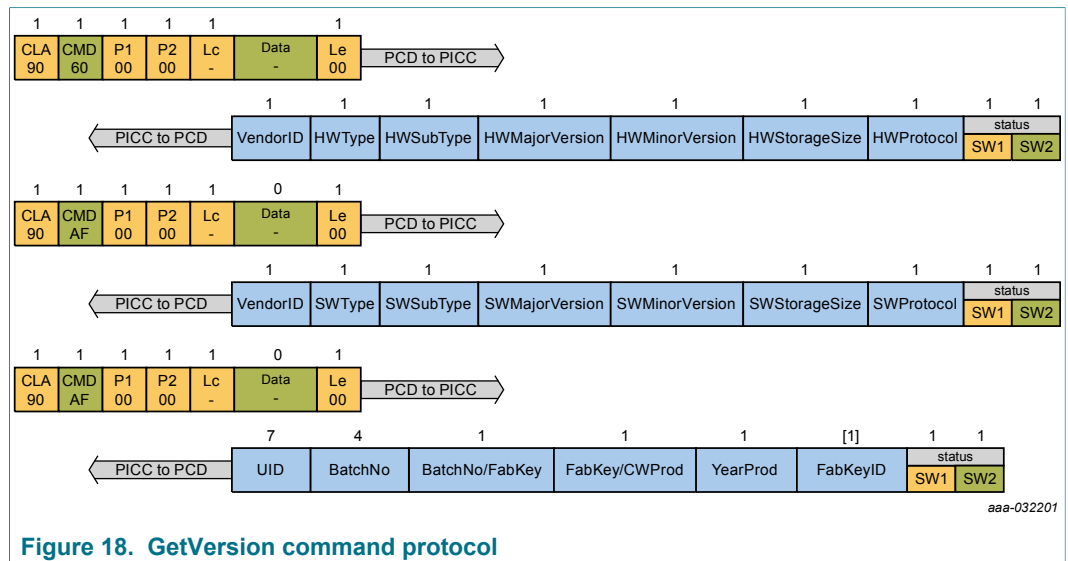 1 1 1 1 1 1
CLA CMD P1 P2 Lc Data Le
90 60 00 00 - - 00
PCD to PICC
1 1 1 1 1 1 1 1 1
PICC to PCD VendorID HWType HWSubType HWMajorVersion HWMinorVersion HWStorageSize HWProtocol status
SW1 SW2
1 1 1 1 1 0 1
CLA CMD P1 P2 Lc Data Le
90 AF 00 00 - - 00
PCD to PICC
1 1 1 1 1 1 1 1 1
PICC to PCD VendorID SWType SWSubType SWMajorVersion SWMinorVersion SWStorageSize SWProtocol status
SW1 SW2
1 1 1 1 1 0 1
CLA CMD P1 P2 Lc Data Le
90 AF 00 00 - - 00
PCD to PICC
7 4 1 1 1 [1] 1 1
PICC to PCD UID BatchNo BatchNo/FabKey FabKey/CWProd YearProd FabKeyID status
SW1 SW2
aaa-032201
Figure 18. GetVersion command protocol